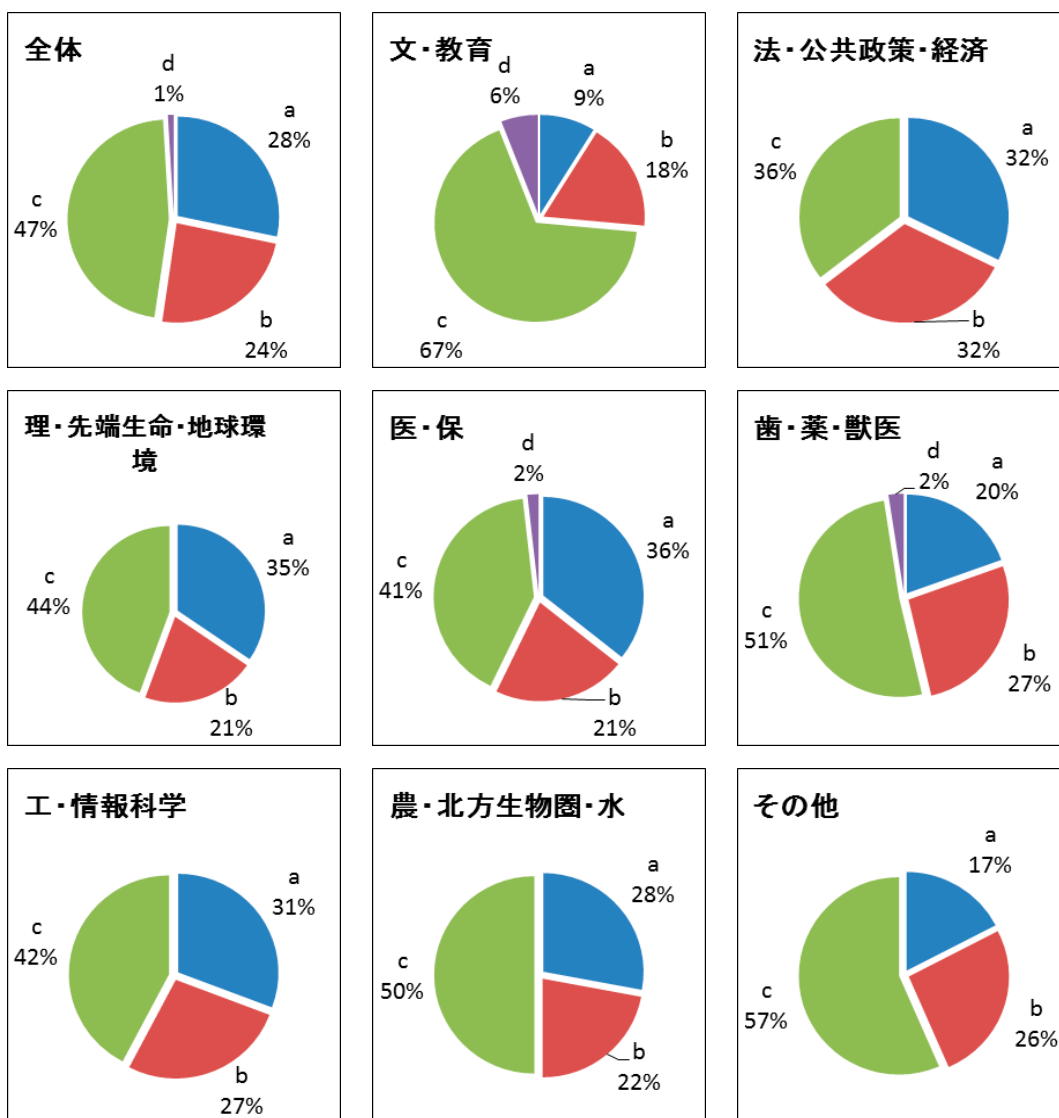 全体
d
1%
a
28%
c
47%
b
24%
文・教育
d
6%
a
9%
b
18%
c
67%
法・公共政策・経済
a
32%
c
36%
b
32%
理・先端生命・地球環
境
a
35%
c
44%
b
21%
医・保
d
2%
a
36%
c
41%
b
21%
歯・薬・獣医
d
2%
a
20%
c
51%
b
27%
工・情報科学
a
31%
c
42%
b
27%
農・北方生物圏・水
a
28%
c
50%
b
22%
その他
a
17%
c
57%
b
26%